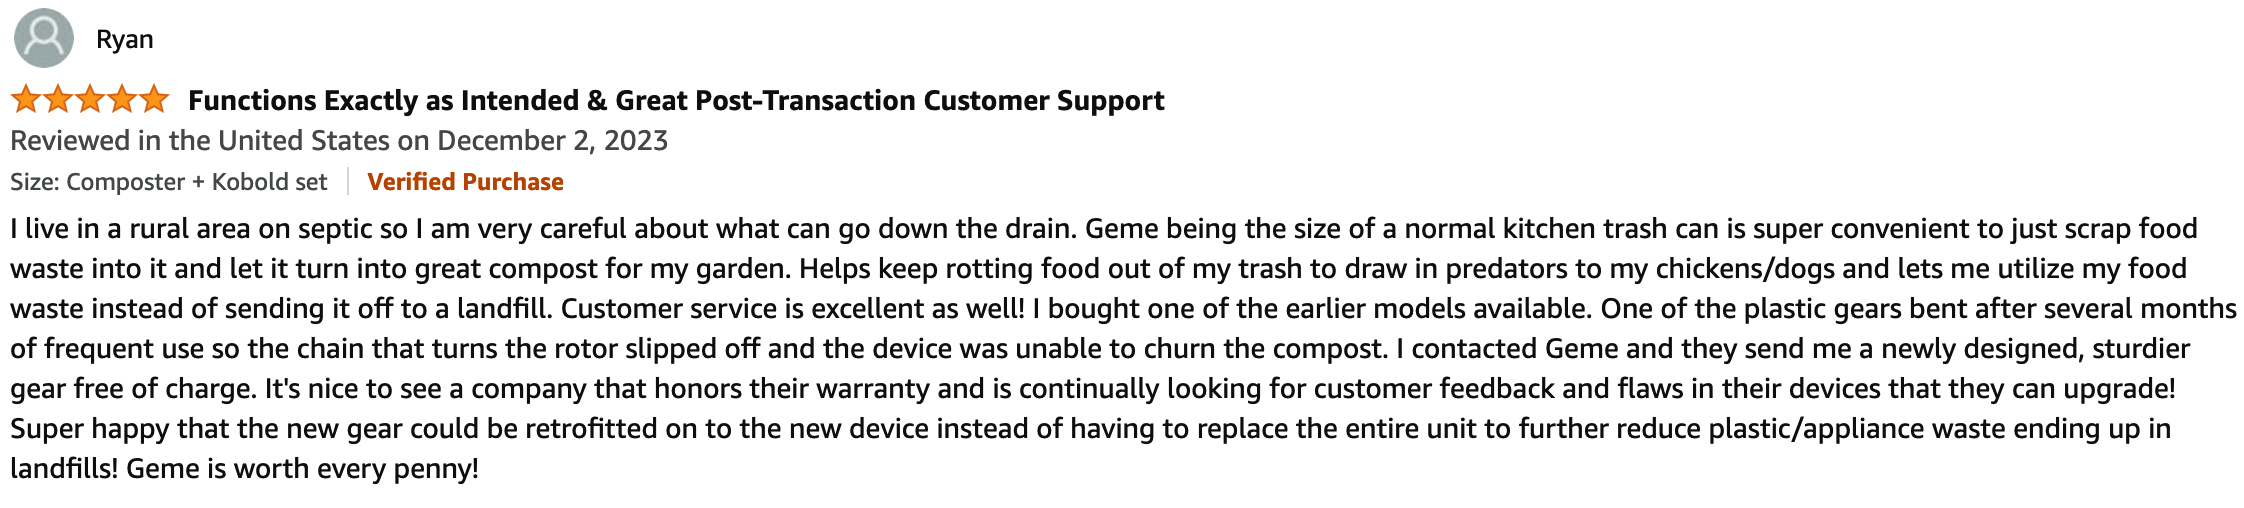 Ryan
Functions Exactly as Intended & Great Post-Transaction Customer Support
Reviewed in the United States on December 2, 2023
Size: Composter + Kobold set | Verified Purchase
I live in a rural area on septic so I am very careful about what can go down the drain. Geme being the size of a normal kitchen trash can is super convenient to just scrap food
waste into it and let it turn into great compost for my garden. Helps keep rotting food out of my trash to draw in predators to my chickens/dogs and lets me utilize my food
waste instead of sending it off to a landfill. Customer service is excellent as well! I bought one of the earlier models available. One of the plastic gears bent after several months
of frequent use so the chain that turns the rotor slipped off and the device was unable to churn the compost. I contacted Geme and they send me a newly designed, sturdier
gear free of charge. It's nice to see a company that honors their warranty and is continually looking for customer feedback and flaws in their devices that they can upgrade!
Super happy that the new gear could be retrofitted on to the new device instead of having to replace the entire unit to further reduce plastic/appliance waste ending up in
landfills! Geme is worth every penny!